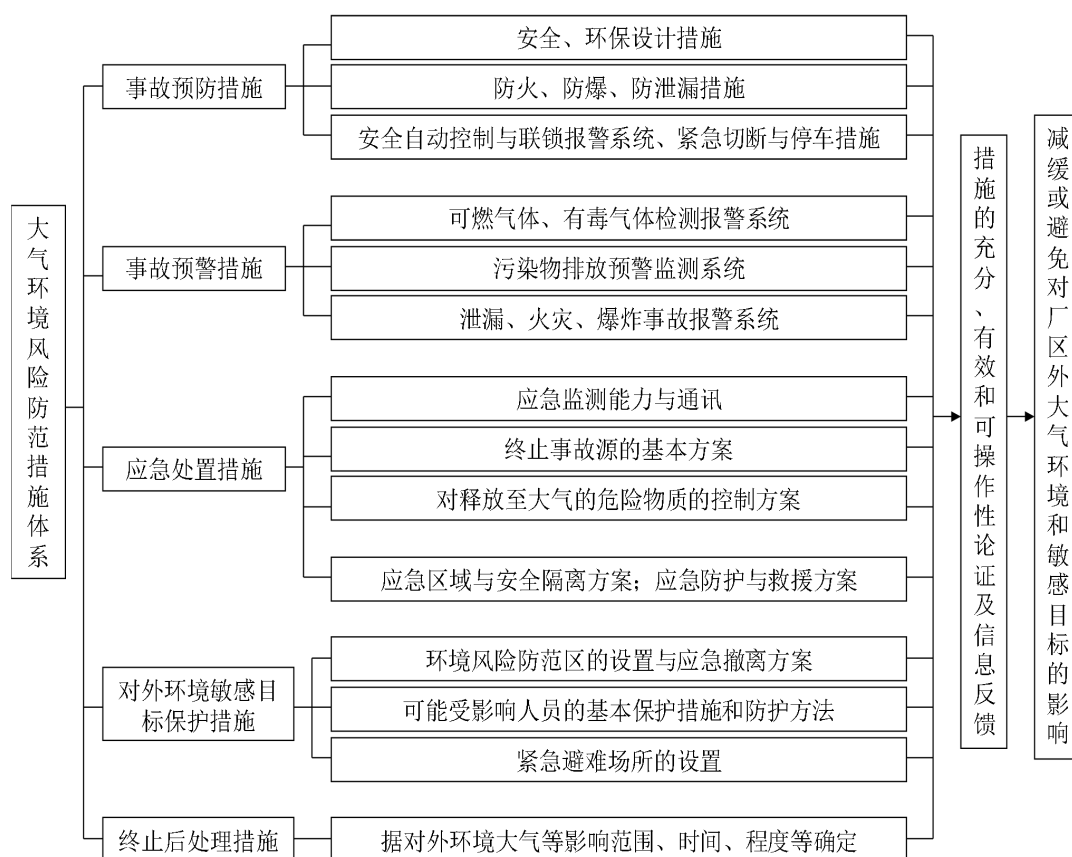 大气环境风险防范措施体系
事故预防措施
安全、环保设计措施
防火、防爆、防泄漏措施
安全自动控制与联锁报警系统、紧急切断与停车措施
事故预警措施
可燃气体、有毒气体检测报警系统
污染物排放预警监测系统
泄漏、火灾、爆炸事故报警系统
应急处置措施
应急监测能力与通讯
终止事故源的基本方案
对释放至大气的危险物质的控制方案
应急区域与安全隔离方案；应急防护与救援方案
对外环境敏感目
标保护措施
环境风险防范区的设置与应急撤离方案
可能受影响人员的基本保护措施和防护方法
紧急避难场所的设置
终止后处理措施
据对外环境大气等影响范围、时间、程度等确定
措施的充分、有效和可操作性论证及信息反馈
减缓或避免对厂区外大气环境和敏感目标的影响